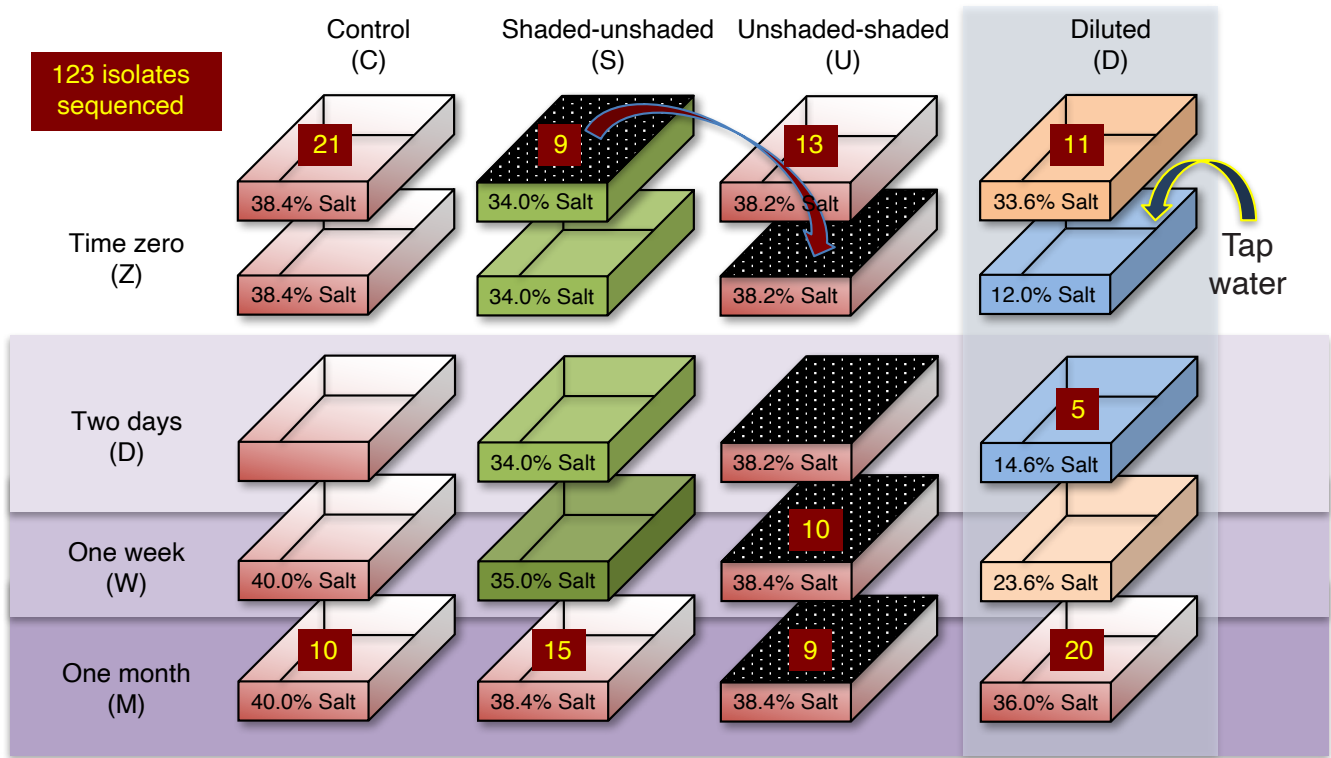 123 isolates
sequenced
Control
(C)
Shaded-unshaded
(S)
Unshaded-shaded
(U)
Diluted
(D)
21
9
13
11
38.4% Salt
34.0% Salt
38.2% Salt
33.6% Salt
Time zero
(Z)
Tap
water
38.4% Salt
34.0% Salt
38.2% Salt
12.0% Salt
Two days
(D)
5
34.0% Salt
38.2% Salt
14.6% Salt
One week
(W)
10
40.0% Salt
35.0% Salt
38.4% Salt
23.6% Salt
One month
(M)
10
15
9
20
40.0% Salt
38.4% Salt
38.4% Salt
36.0% Salt